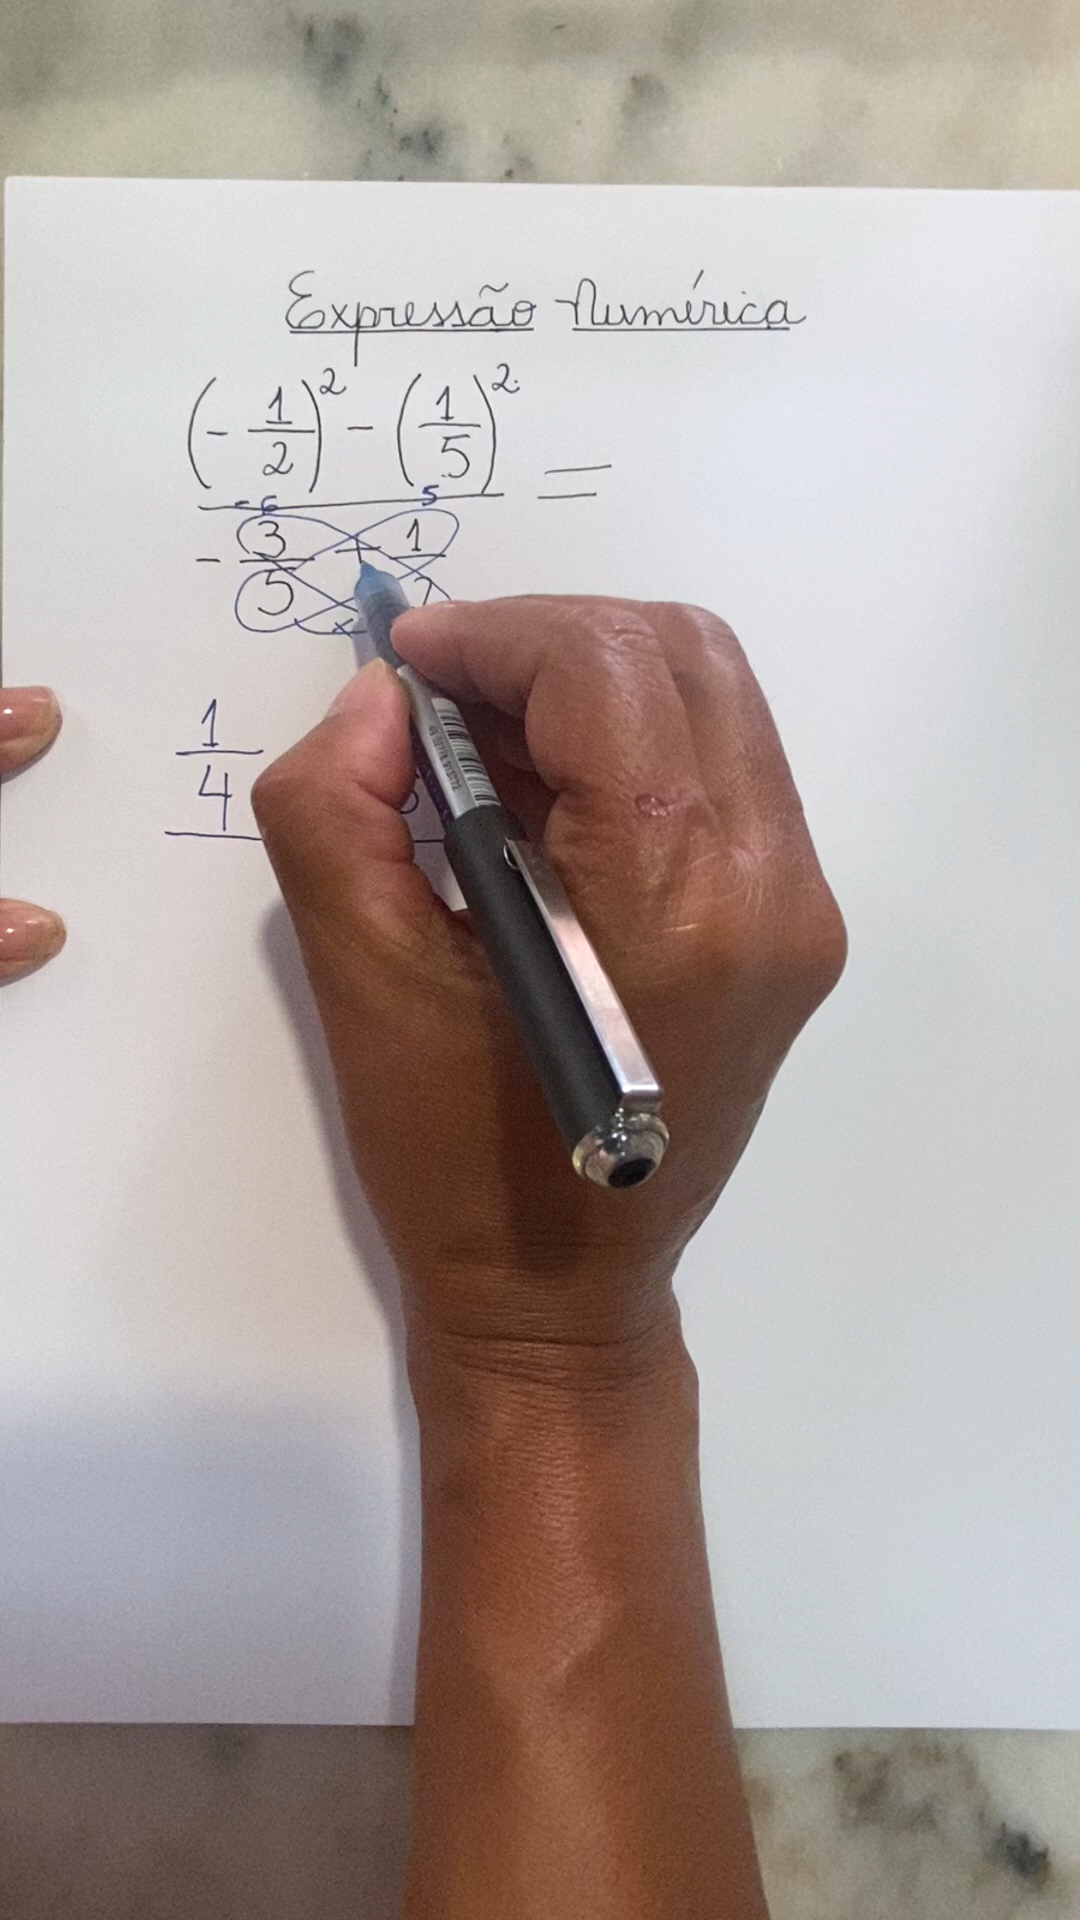 Expressão Numérica
(- 1/2)² - (1/5)² =
-6 5
- 3/5 + 1/2
×
1/4